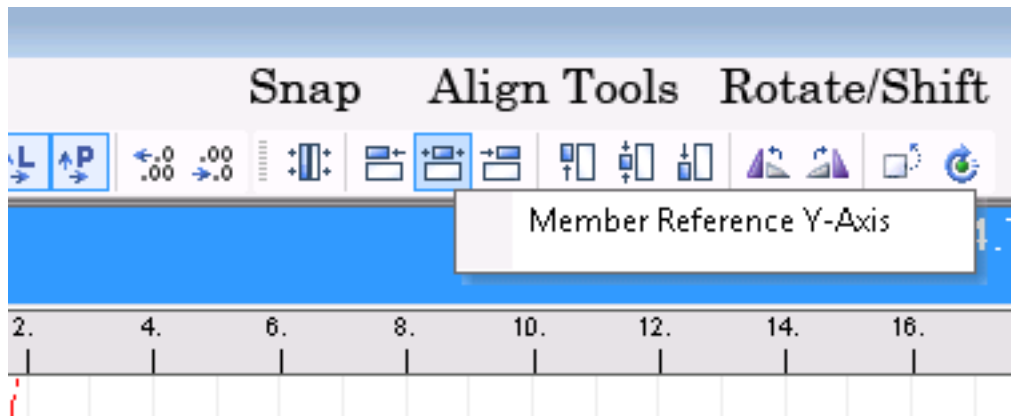 Snap Align Tools Rotate/Shift
L P ←.0 .00 .00 →.0
Member Reference Y-Axis
4.
2. 4. 6. 8. 10. 12. 14. 16.